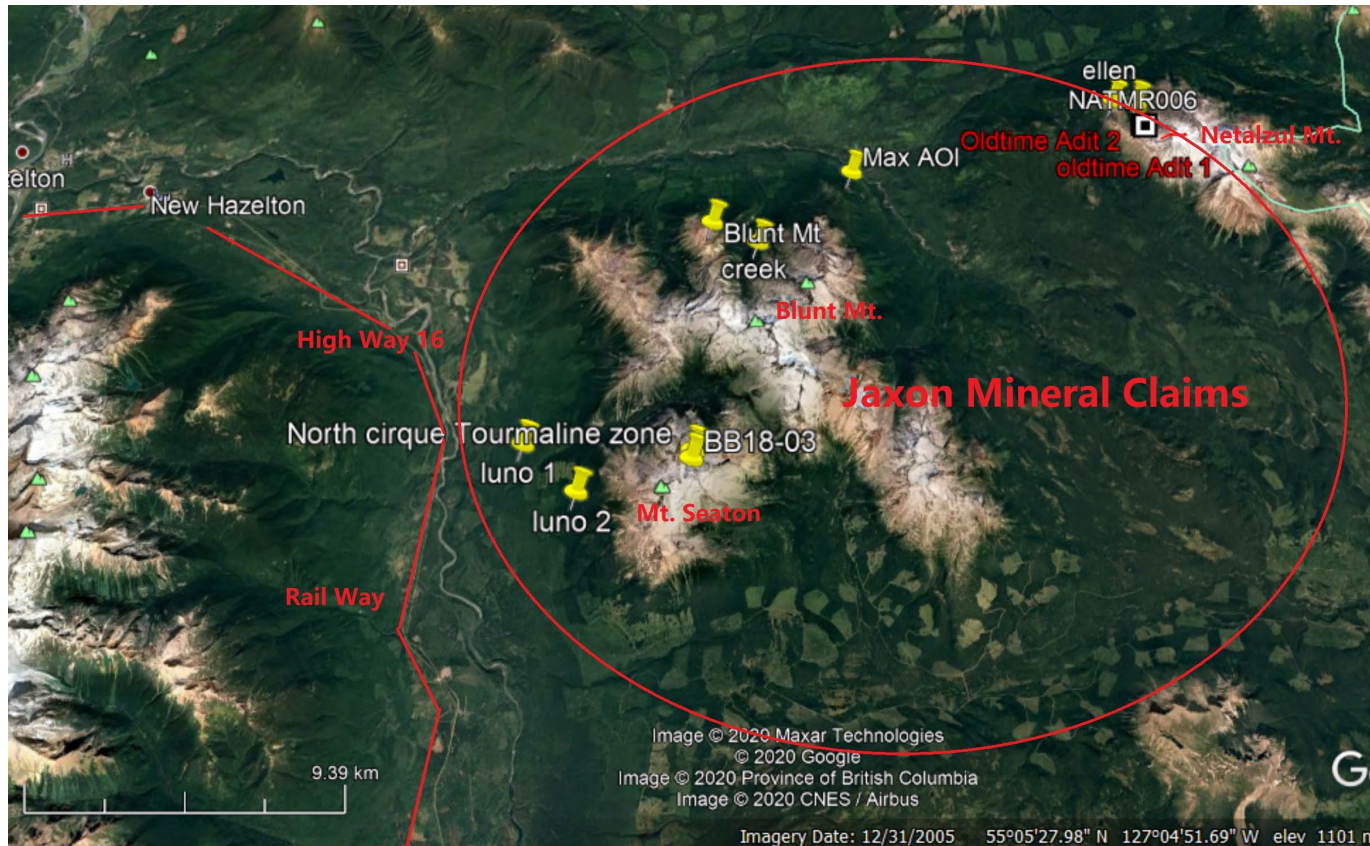 ellen
NATMR006
Oldtime Adit 2
Netalzul Mt.
oldtime Adit 1
Max AOI
H
zelton
New Hazelton
Blunt Mt
creek
Blunt Mt.
High Way 16
Jaxon Mineral Claims
North cirque Tourmaline zone
BB18-03
luno 1
luno 2
Mt. Seaton
Rail Way
Image © 2020 Maxar Technologies
© 2020 Google
Image © 2020 Province of British Columbia
Image © 2020 CNES / Airbus
9.39 km
G
Imagery Date: 12/31/2005 55°05'27.98" N 127°04'51.69" W elev 1101 m